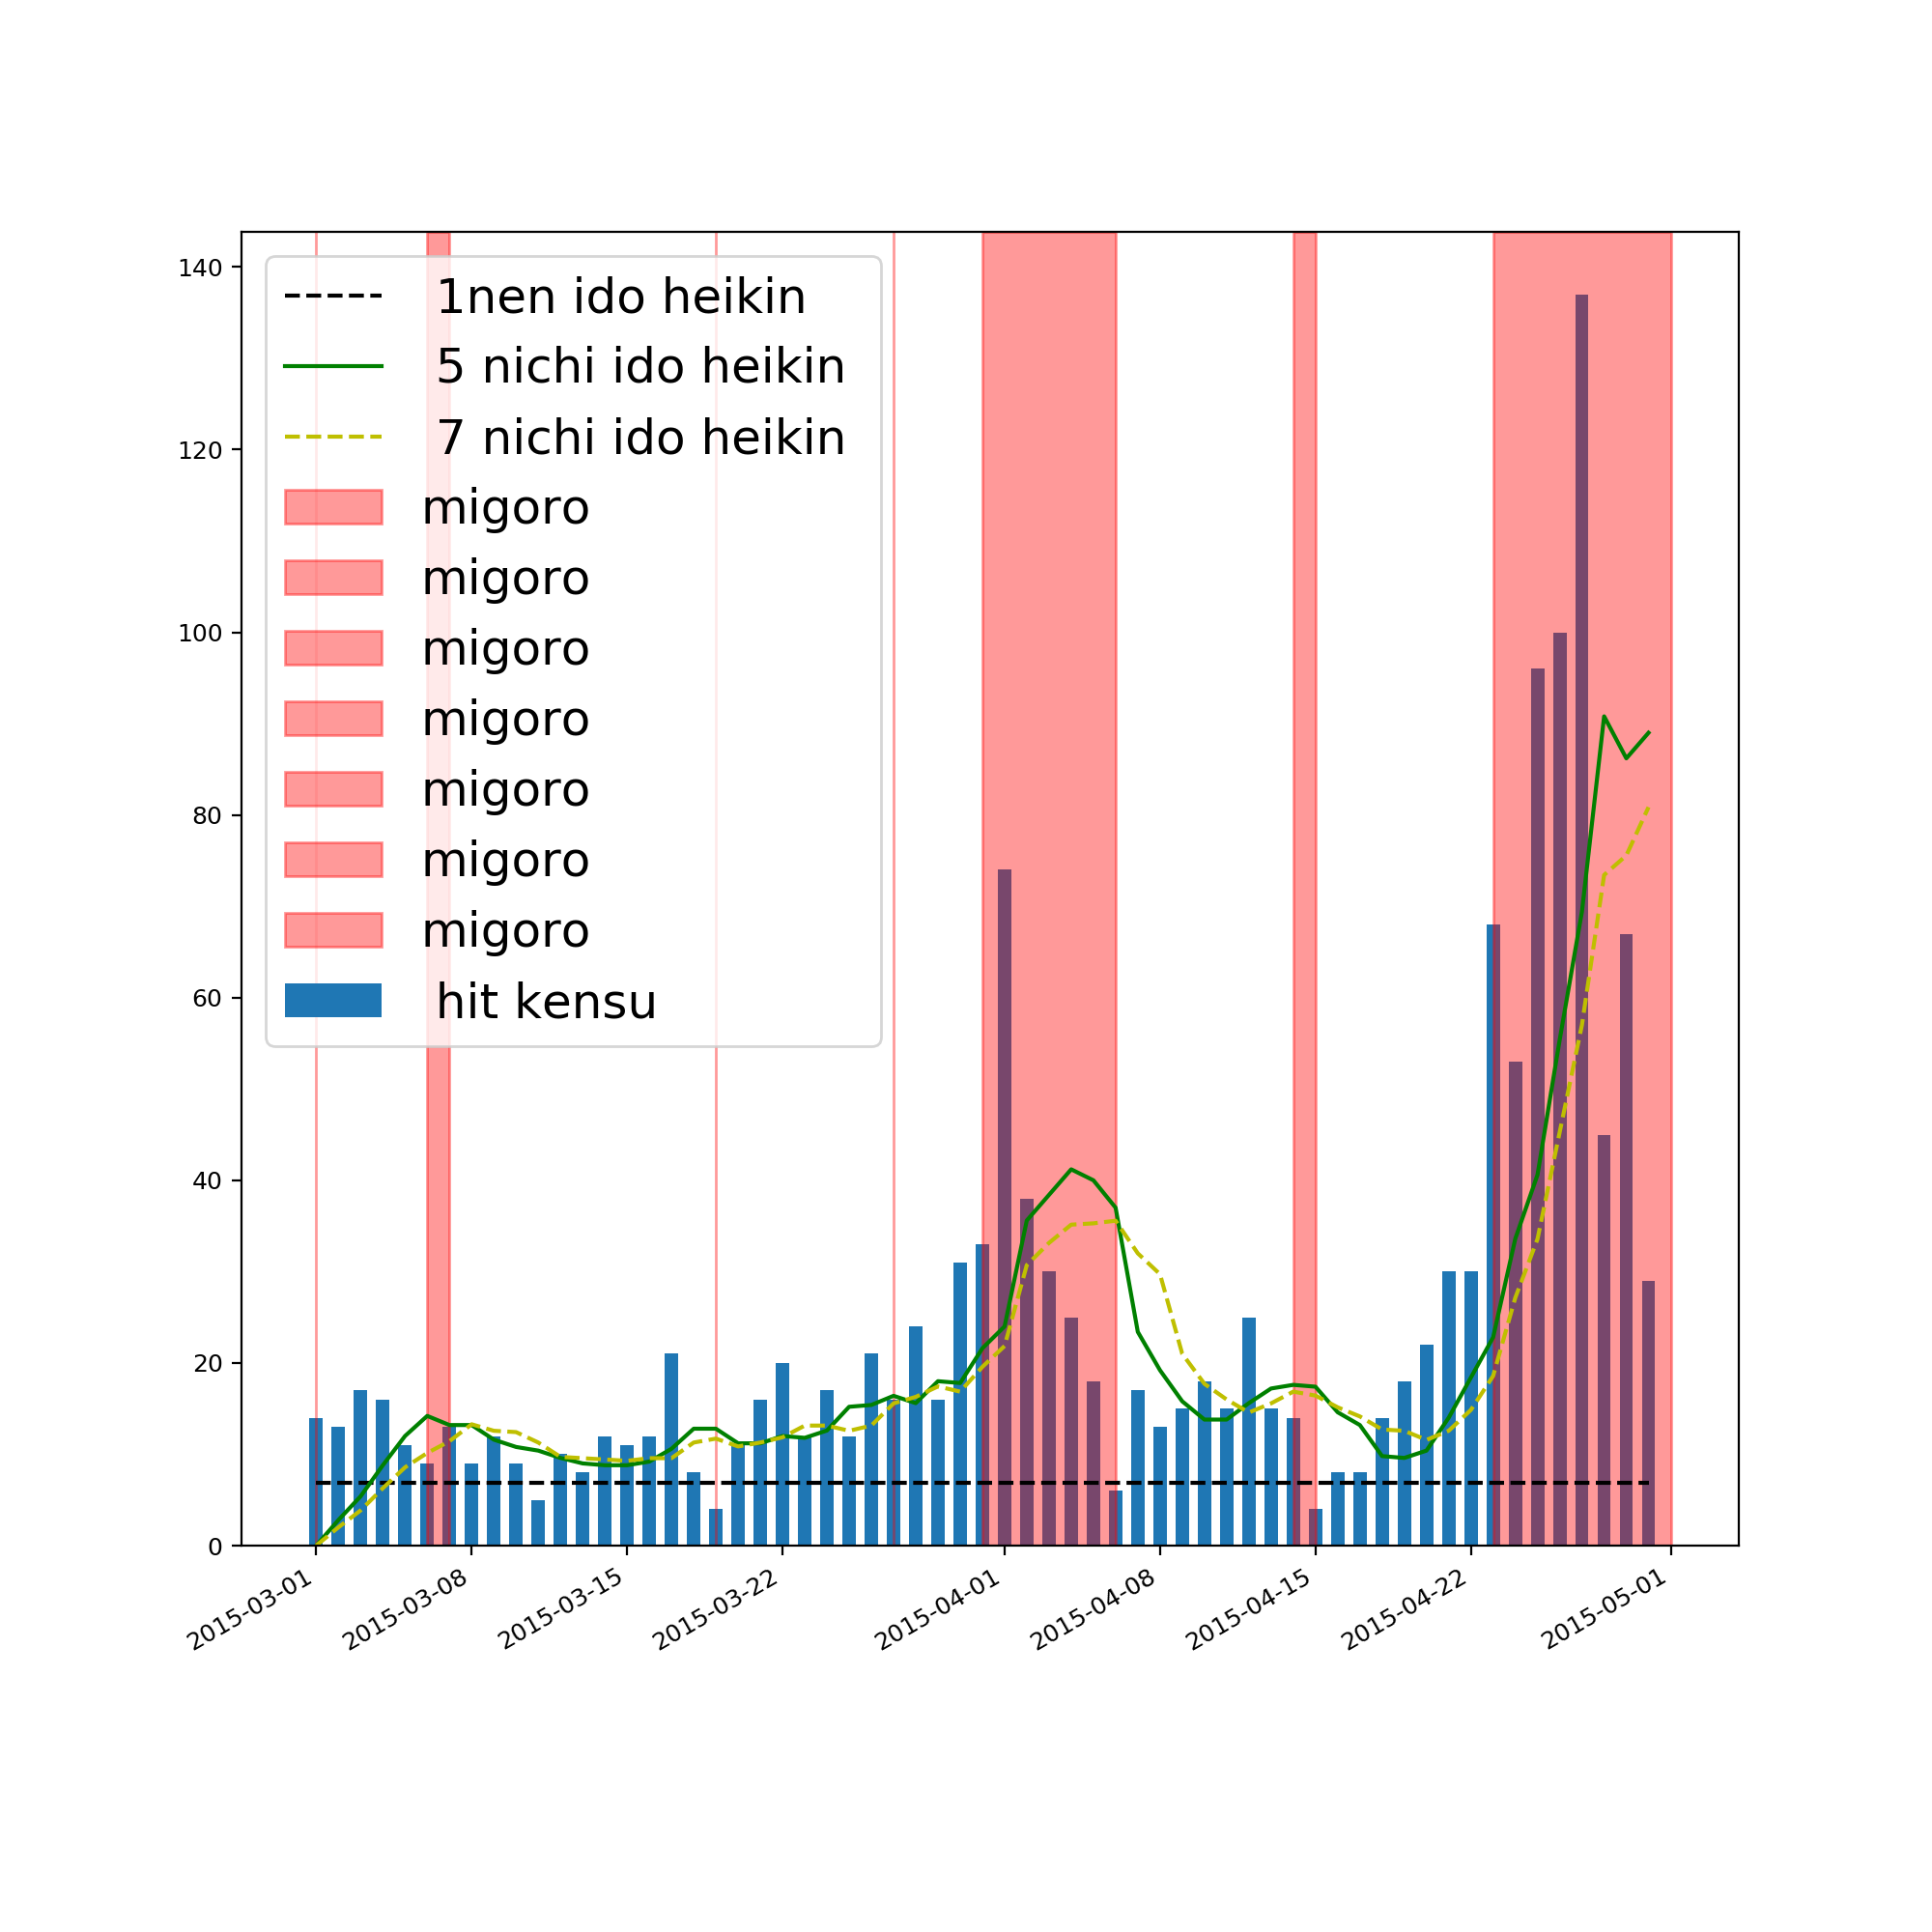 140
120
100
80
60
40
20
0
1nen ido heikin
5 nichi ido heikin
7 nichi ido heikin
migoro
migoro
migoro
migoro
migoro
migoro
migoro
hit kensu
2015-03-01
2015-03-08
2015-03-15
2015-03-22
2015-04-01
2015-04-08
2015-04-15
2015-04-22
2015-05-01